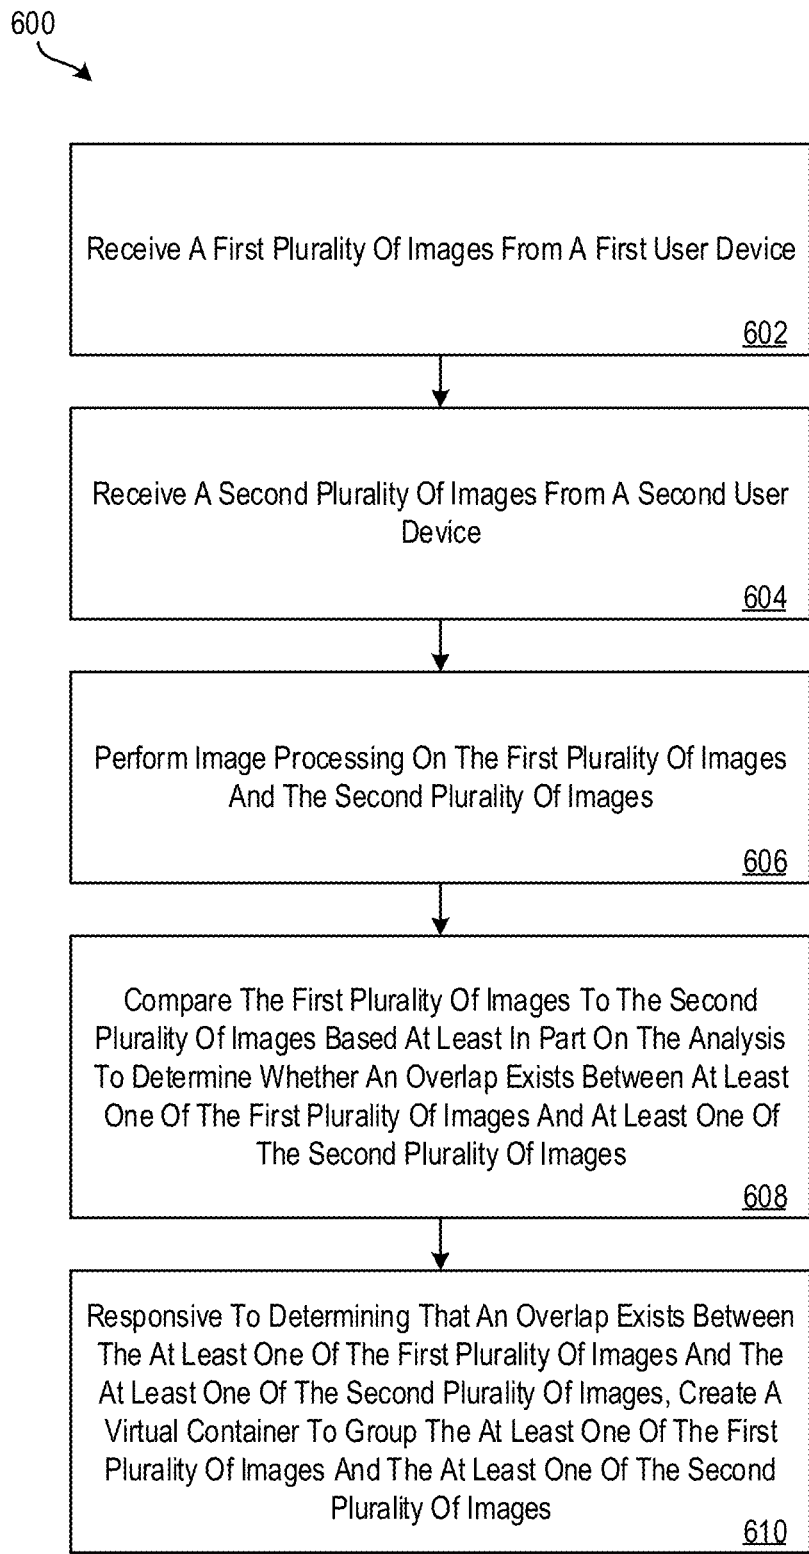 600
Receive A First Plurality Of Images From A First User Device
602
Receive A Second Plurality Of Images From A Second User
Device
604
Perform Image Processing On The First Plurality Of Images
And The Second Plurality Of Images
606
Compare The First Plurality Of Images To The Second
Plurality Of Images Based At Least In Part On The Analysis
To Determine Whether An Overlap Exists Between At Least
One Of The First Plurality Of Images And At Least One Of
The Second Plurality Of Images
608
Responsive To Determining That An Overlap Exists Between
The At Least One Of The First Plurality Of Images And The
At Least One Of The Second Plurality Of Images, Create A
Virtual Container To Group The At Least One Of The First
Plurality Of Images And The At Least One Of The Second
Plurality Of Images
610